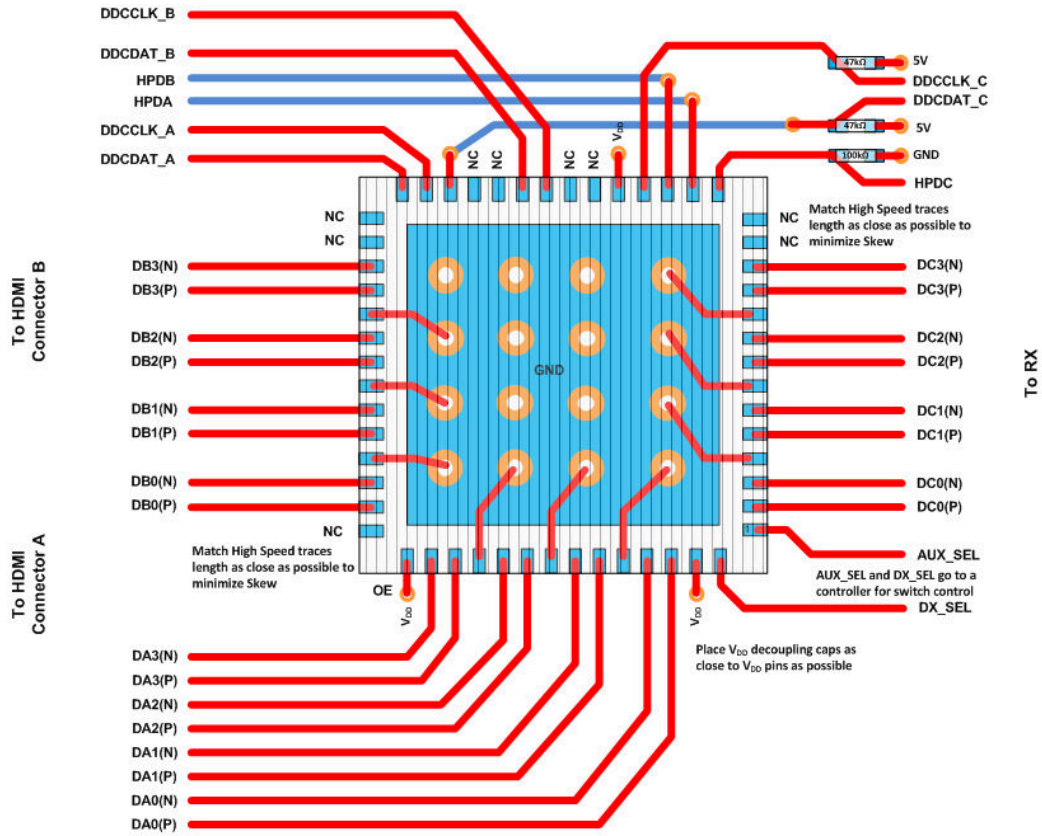 DDCCLK_B
DDCDAT_B
HPDB
HPDA
DDCCLK_A
DDCDAT_A
47kΩ
5V
DDCCLK_C
DDCDAT_C
47kΩ
5V
100kΩ
GND
HPDC
VDD
NC
NC
NC
NC
NC
NC
NC
NC
Match High Speed traces
length as close as possible to
minimize Skew
To HDMI
Connector B
DB3(N)
DB3(P)
DB2(N)
DB2(P)
DB1(N)
DB1(P)
DB0(N)
DB0(P)
NC
GND
DC3(N)
DC3(P)
DC2(N)
DC2(P)
DC1(N)
DC1(P)
DC0(N)
DC0(P)
To RX
AUX_SEL
AUX_SEL and DX_SEL go to a
controller for switch control
DX_SEL
To HDMI
Connector A
Match High Speed traces
length as close as possible to
minimize Skew
OE
VDD
VDD
Place VDD decoupling caps as
close to VDD pins as possible
DA3(N)
DA3(P)
DA2(N)
DA2(P)
DA1(N)
DA1(P)
DA0(N)
DA0(P)